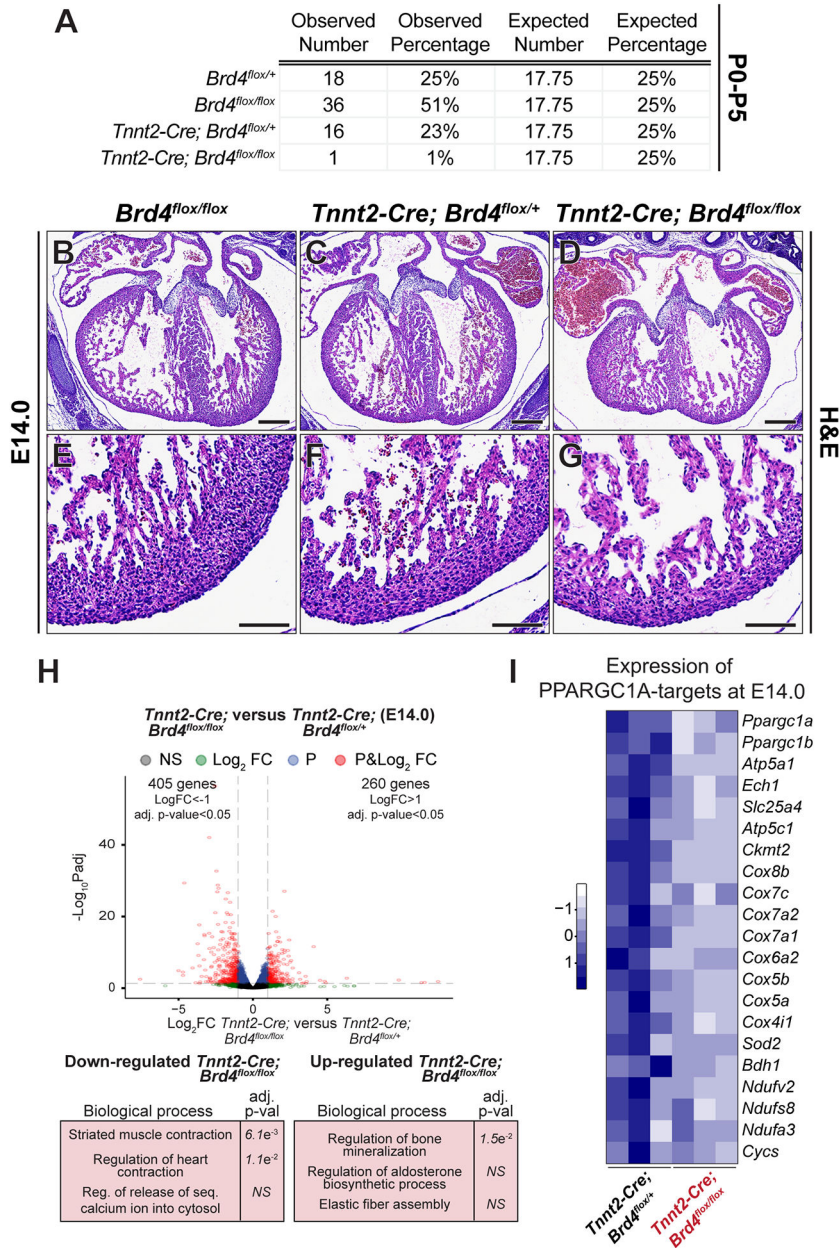 A
Observed Number Observed Percentage Expected Number Expected Percentage
Brd4flox/+ 18 25% 17.75 25%
Brd4flox/flox 36 51% 17.75 25%
Tnnt2-Cre; Brd4flox/+ 16 23% 17.75 25%
Tnnt2-Cre; Brd4flox/flox 1 1% 17.75 25%
P0-P5
Brd4flox/flox Tnnt2-Cre; Brd4flox/+ Tnnt2-Cre; Brd4flox/flox
B C D
E14.0
H&E
E F G
H
Tnnt2-Cre; versus Tnnt2-Cre; (E14.0)
Brd4flox/flox Brd4flox/+
NS Log2 FC P P&Log2 FC
405 genes 260 genes
LogFC<-1 LogFC>1
adj. p-value<0.05 adj. p-value<0.05
-Log10Padj
40
20
0
−5 0 5
Log2FC Tnnt2-Cre; versus Tnnt2-Cre;
Brd4flox/flox Brd4flox/+
Down-regulated Tnnt2-Cre;
Brd4flox/flox
Biological process adj. p-val
Striated muscle contraction 6.1e-3
Regulation of heart contraction 1.1e-2
Reg. of release of seq. calcium ion into cytosol NS
Up-regulated Tnnt2-Cre;
Brd4flox/flox
Biological process adj. p-val
Regulation of bone mineralization 1.5e-2
Regulation of aldosterone biosynthetic process NS
Elastic fiber assembly NS
I
Expression of
PPARGC1A-targets at E14.0
−1
0
1
Ppargc1a
Ppargc1b
Atp5a1
Ech1
Slc25a4
Atp5c1
Ckmt2
Cox8b
Cox7c
Cox7a2
Cox7a1
Cox6a2
Cox5b
Cox5a
Cox4i1
Sod2
Bdh1
Ndufv2
Ndufs8
Ndufa3
Cycs
Tnnt2-Cre;
Brd4flox/+
Tnnt2-Cre;
Brd4flox/flox